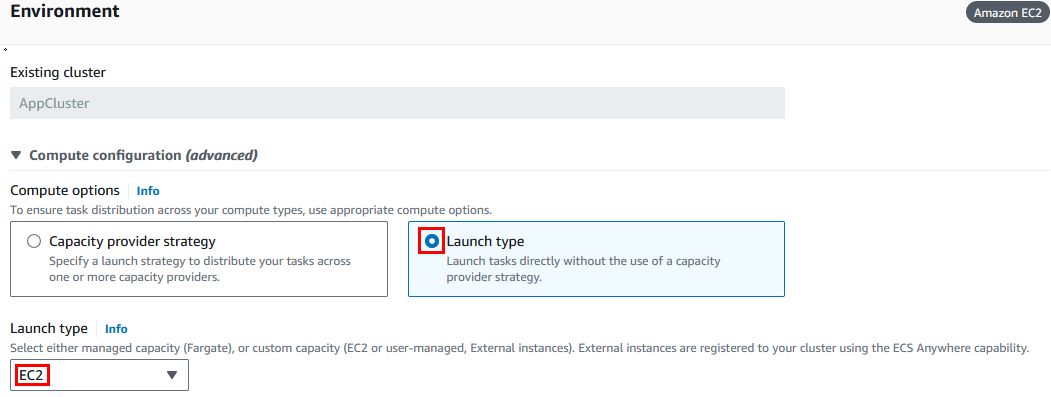 Environment
Amazon EC2
Existing cluster
AppCluster
Compute configuration (advanced)
Compute options Info
To ensure task distribution across your compute types, use appropriate compute options.
Capacity provider strategy
Specify a launch strategy to distribute your tasks across
one or more capacity providers.
Launch type
Launch tasks directly without the use of a capacity
provider strategy.
Launch type Info
Select either managed capacity (Fargate), or custom capacity (EC2 or user-managed, External instances). External instances are registered to your cluster using the ECS Anywhere capability.
EC2